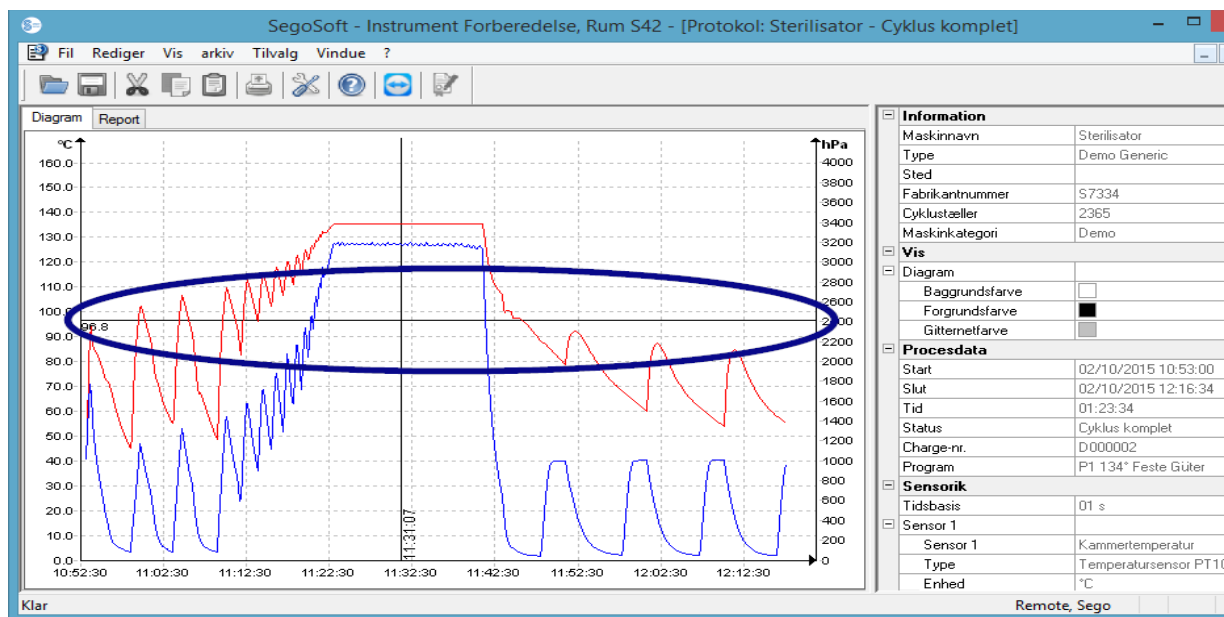 SegoSoft - Instrument Forberedelse, Rum S42 - [Protokol: Sterilisator - Cyklus komplet]
Fil Rediger Vis arkiv Tilvalg Vindue ?
Diagram Report
°C
160.0
150.0
140.0
130.0
120.0
110.0
100.0
90.0
80.0
70.0
60.0
50.0
40.0
30.0
20.0
10.0
0.0
96.8
11:31:07
hPa
4000
3800
3600
3400
3200
3000
2800
2600
2400
2200
2000
1800
1600
1400
1200
1000
800
600
400
200
0
10:52:30 11:02:30 11:12:30 11:22:30 11:32:30 11:42:30 11:52:30 12:02:30 12:12:30
Information
Maskinnavn Sterilisator
Type Demo Generic
Sted
Fabrikantnummer S7334
Cyklustæller 2365
Maskinkategori Demo
Vis
Diagram
Baggrundsfarve
Forgrundsfarve
Gitternetfarve
Procesdata
Start 02/10/2015 10:53:00
Slut 02/10/2015 12:16:34
Tid 01:23:34
Status Cyklus komplet
Charge-nr. D000002
Program P1 134° Feste Güter
Sensorik
Tidsbasis 01 s
Sensor 1
Sensor 1 Kammertemperatur
Type Temperatursensor PT10
Enhed °C
Klar
Remote, Sego